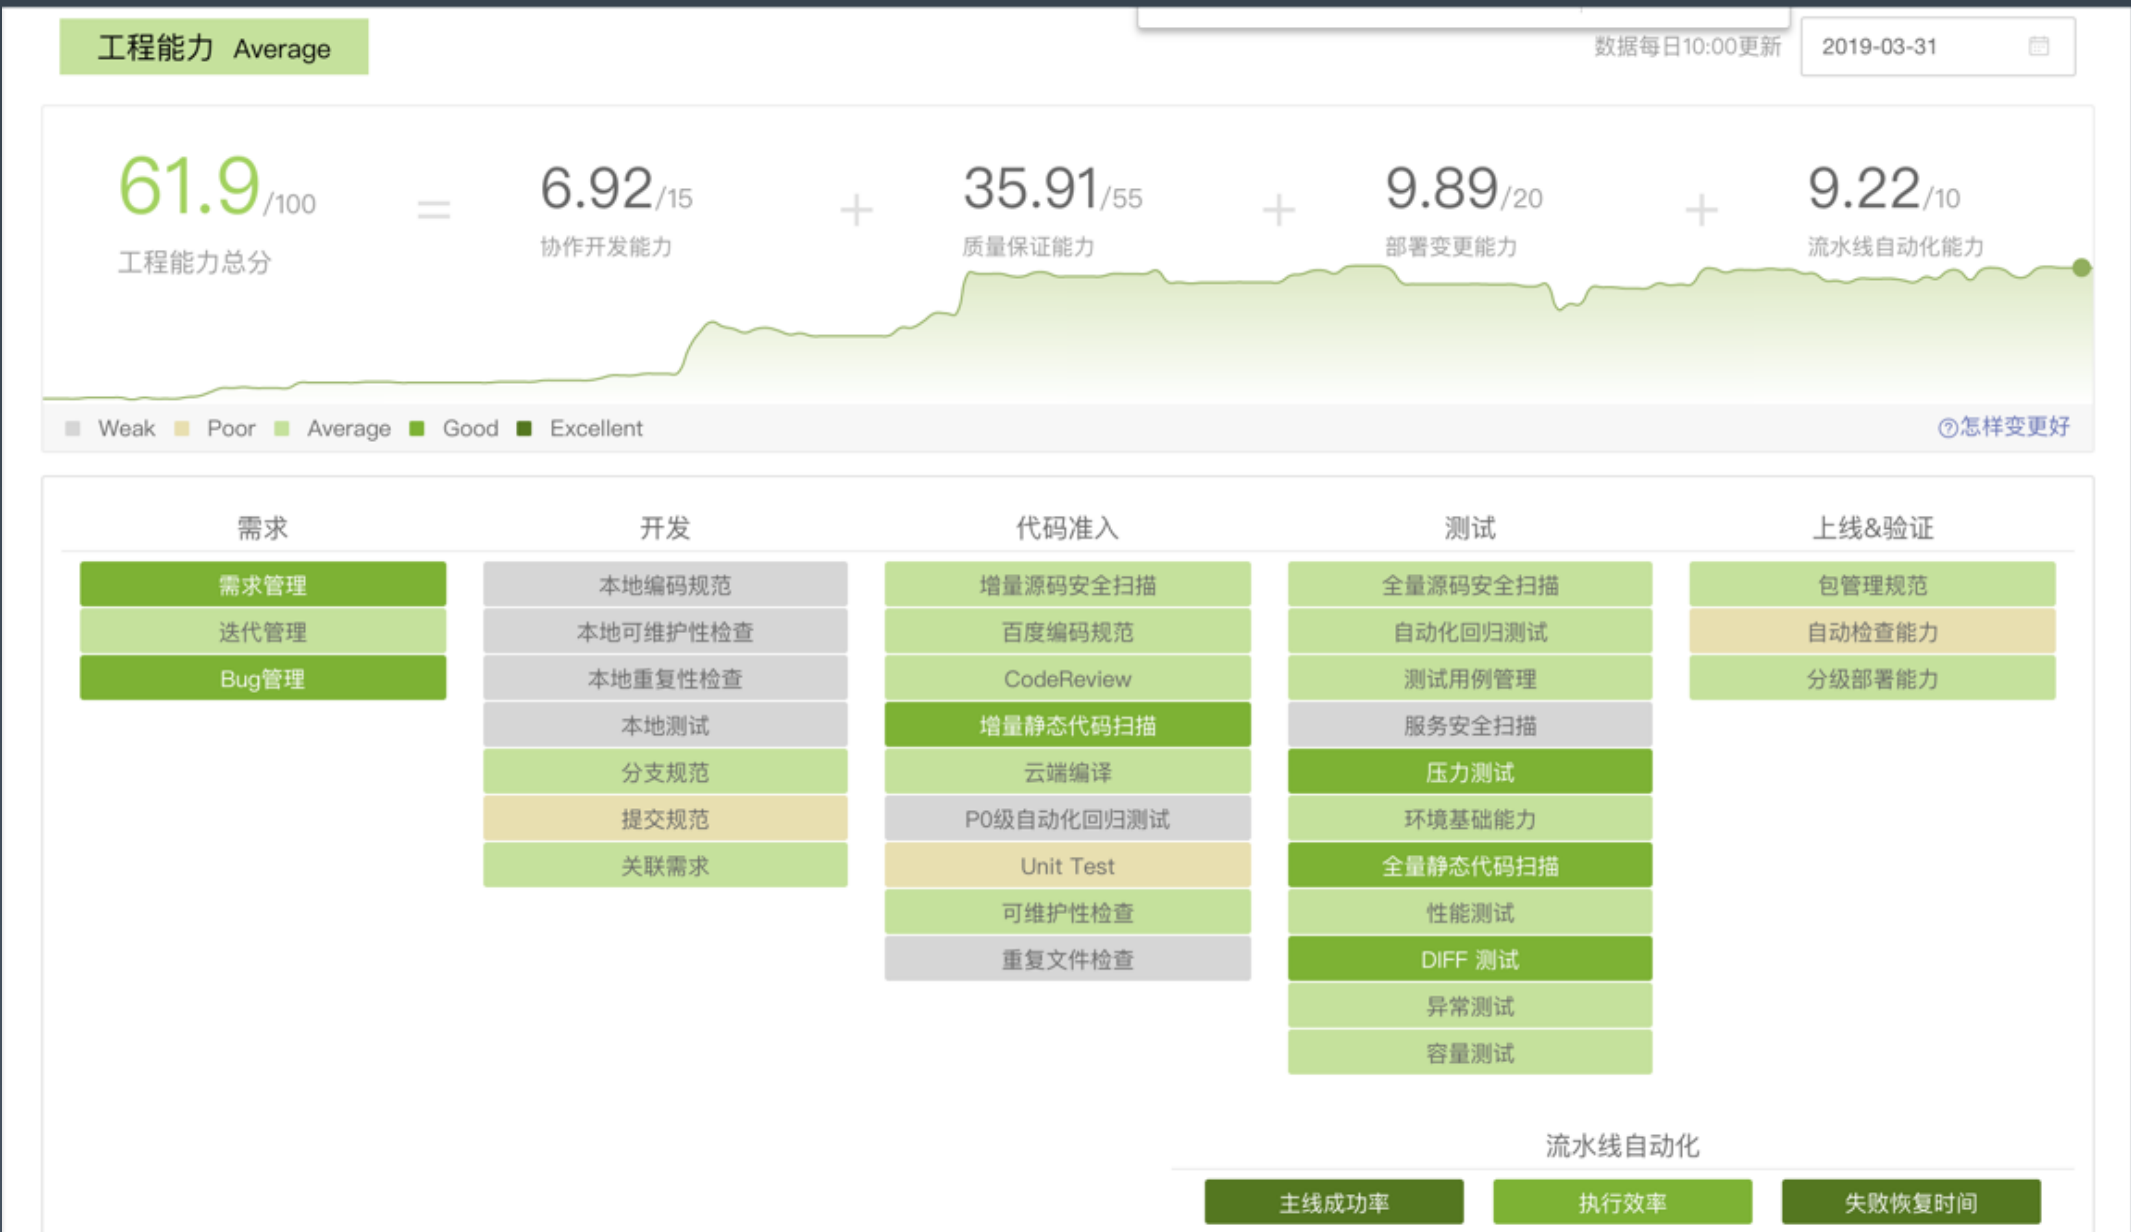 工程能力 Average
数据每日10:00更新
2019-03-31
61.9/100
工程能力总分
=
6.92/15
协作开发能力
+
35.91/55
质量保证能力
+
9.89/20
部署变更能力
+
9.22/10
流水线自动化能力
Weak Poor Average Good Excellent
?怎样变更好
需求
需求管理
迭代管理
Bug管理
开发
本地编码规范
本地可维护性检查
本地重复性检查
本地测试
分支规范
提交规范
关联需求
代码准入
增量源码安全扫描
百度编码规范
CodeReview
增量静态代码扫描
云端编译
P0级自动化回归测试
Unit Test
可维护性检查
重复文件检查
测试
全量源码安全扫描
自动化回归测试
测试用例管理
服务安全扫描
压力测试
环境基础能力
全量静态代码扫描
性能测试
DIFF 测试
异常测试
容量测试
上线&验证
包管理规范
自动检查能力
分级部署能力
流水线自动化
主线成功率
执行效率
失败恢复时间